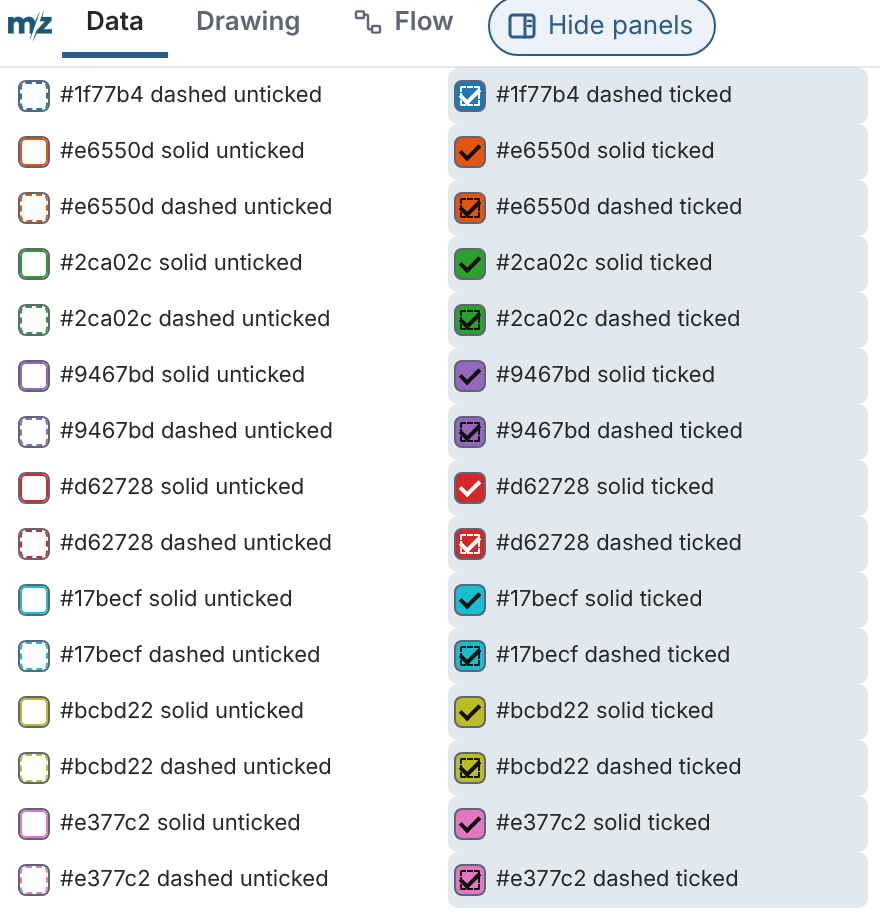 m/z Data Drawing Flow Hide panels
#1f77b4 dashed unticked #1f77b4 dashed ticked
#e6550d solid unticked #e6550d solid ticked
#e6550d dashed unticked #e6550d dashed ticked
#2ca02c solid unticked #2ca02c solid ticked
#2ca02c dashed unticked #2ca02c dashed ticked
#9467bd solid unticked #9467bd solid ticked
#9467bd dashed unticked #9467bd dashed ticked
#d62728 solid unticked #d62728 solid ticked
#d62728 dashed unticked #d62728 dashed ticked
#17becf solid unticked #17becf solid ticked
#17becf dashed unticked #17becf dashed ticked
#bcbd22 solid unticked #bcbd22 solid ticked
#bcbd22 dashed unticked #bcbd22 dashed ticked
#e377c2 solid unticked #e377c2 solid ticked
#e377c2 dashed unticked #e377c2 dashed ticked